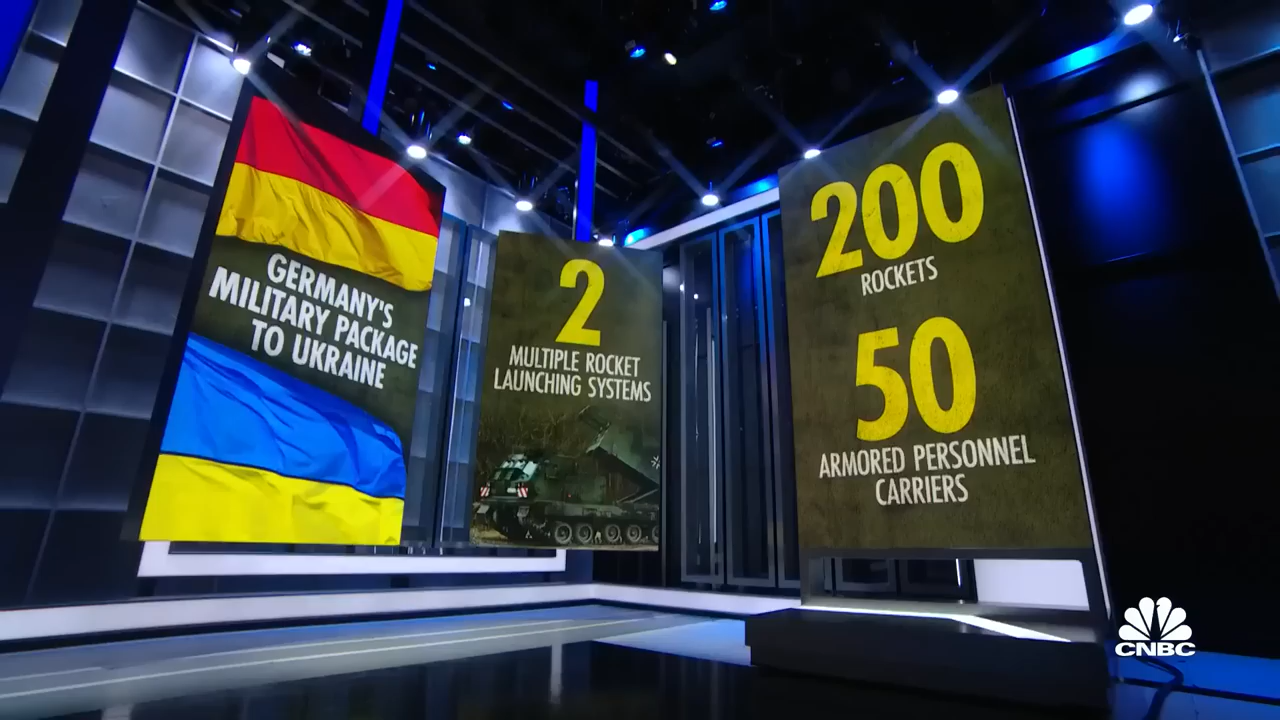 GERMANY'S
MILITARY PACKAGE
TO UKRAINE
2
MULTIPLE ROCKET
LAUNCHING SYSTEMS
200
ROCKETS
50
ARMORED PERSONNEL
CARRIERS
CNBC